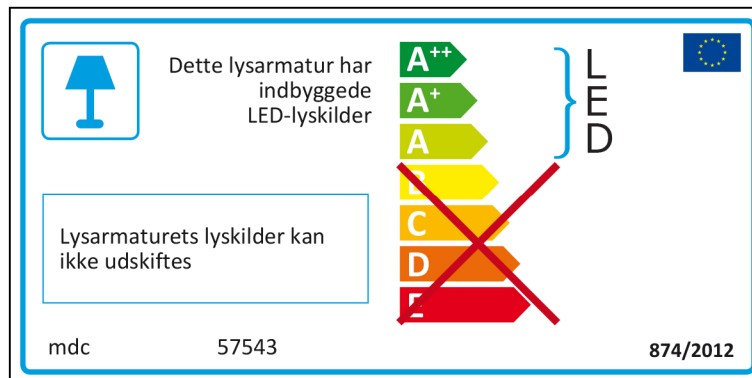 Dette lysarmatur har
indbyggede
LED-lyskilder
A++
A+
A
B
C
D
E
L
E
D
Lysarmaturets lyskilder kan
ikke udskiftes
mdc 57543
874/2012